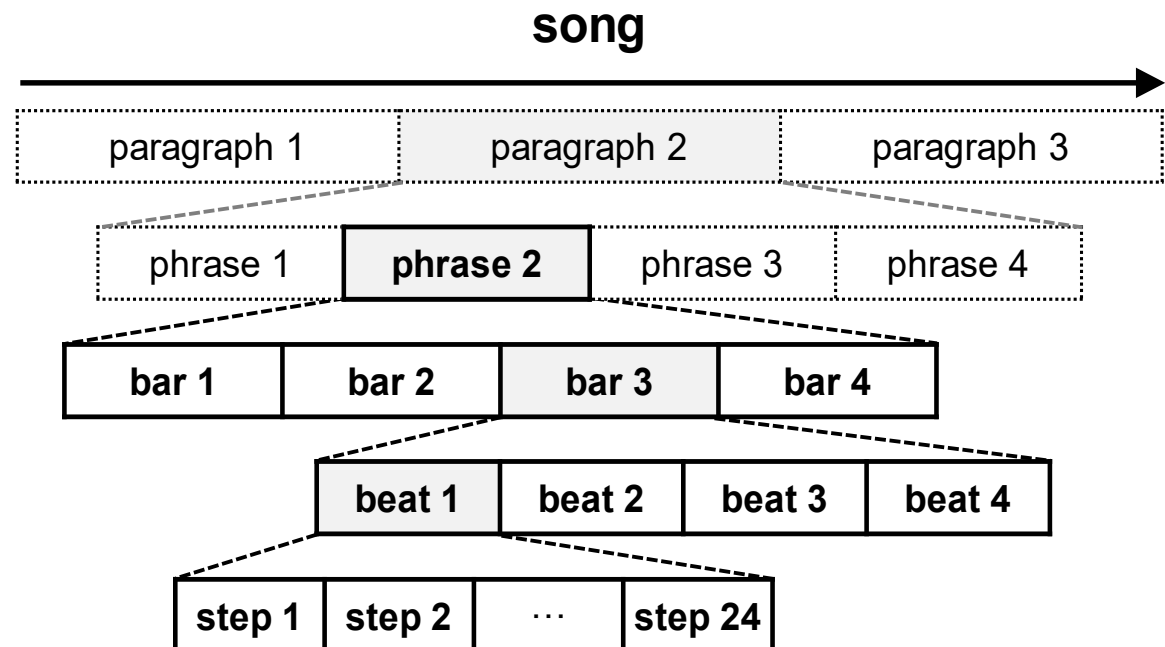 song
paragraph 1 paragraph 2 paragraph 3
phrase 1 phrase 2 phrase 3 phrase 4
bar 1 bar 2 bar 3 bar 4
beat 1 beat 2 beat 3 beat 4
step 1 step 2 ... step 24